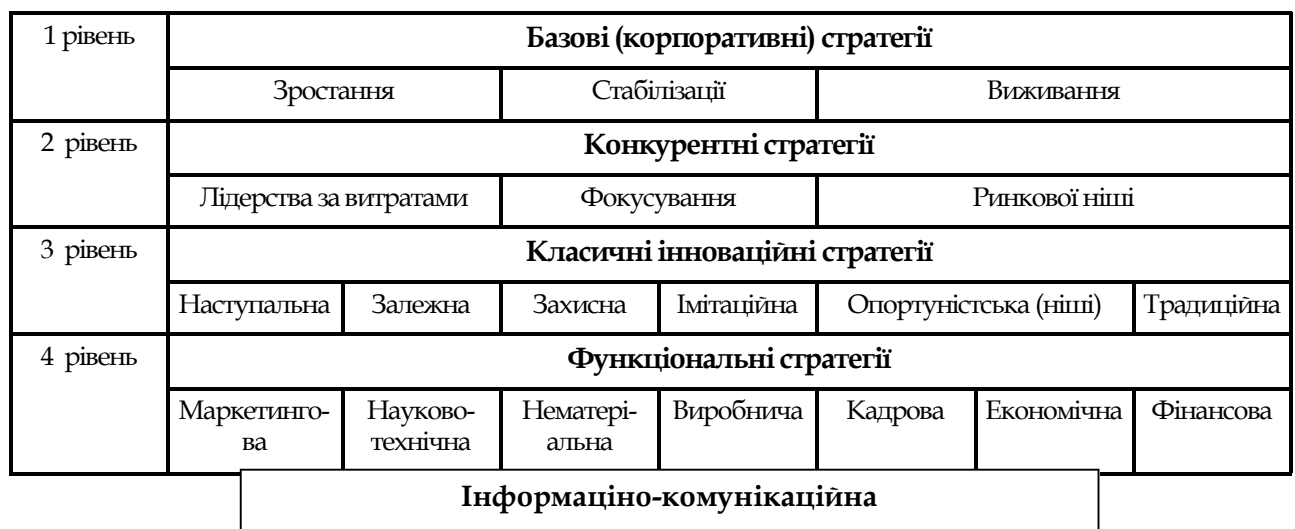 1 рівень
Базові (корпоративні) стратегії
Зростання Стабілізації Виживання
2 рівень
Конкурентні стратегії
Лідерства за витратами Фокусування Ринкової ніші
3 рівень
Класичні інноваційні стратегії
Наступальна Залежна Захисна Імітаційна Опортуністська (ніші) Традиційна
4 рівень
Функціональні стратегії
Маркетинго- Науково- Нематері- Виробнича Кадрова Економічна Фінансова
ва технічна альна
Інформаціно-комунікаційна